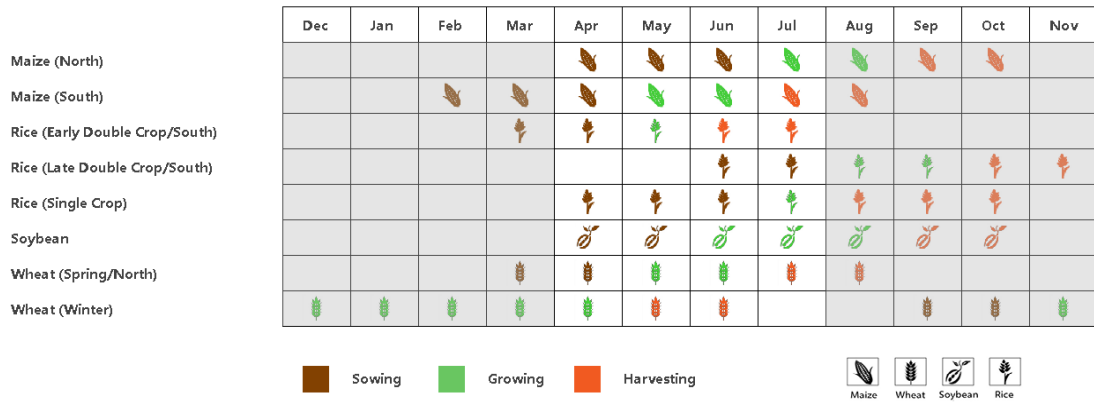 Dec Jan Feb Mar Apr May Jun Jul Aug Sep Oct Nov
Maize (North)
Maize (South)
Rice (Early Double Crop/South)
Rice (Late Double Crop/South)
Rice (Single Crop)
Soybean
Wheat (Spring/North)
Wheat (Winter)
Sowing Growing Harvesting
Maize Wheat Soybean Rice